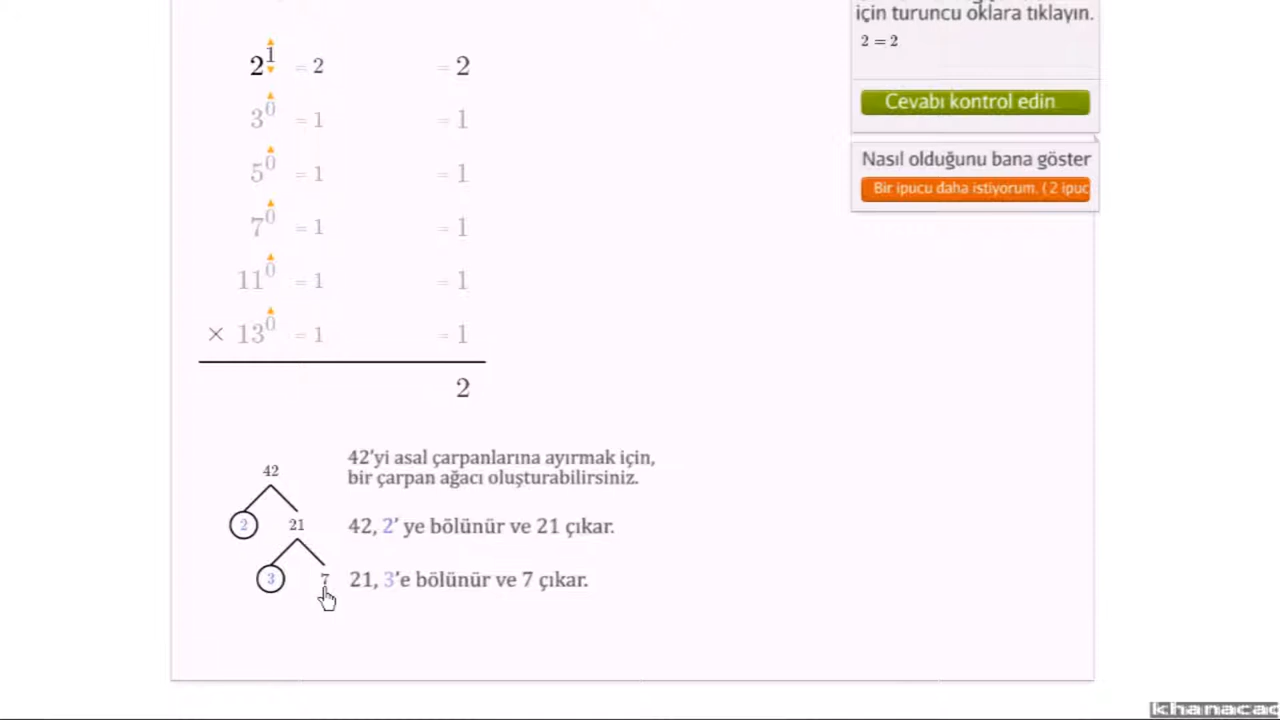 için turuncu oklara tıklayın.
2 = 2
Cevabı kontrol edin
Nasıl olduğunu bana göster
Bir ipucu daha istiyorum. ( 2 ipuc
2^1 = 2 = 2
3^0 = 1 = 1
5^0 = 1 = 1
7^0 = 1 = 1
11^0 = 1 = 1
× 13^0 = 1 = 1
2
42
42'yi asal çarpanlarına ayırmak için,
bir çarpan ağacı oluşturabilirsiniz.
2 21
42, 2' ye bölünür ve 21 çıkar.
3 7
21, 3'e bölünür ve 7 çıkar.
khanacad